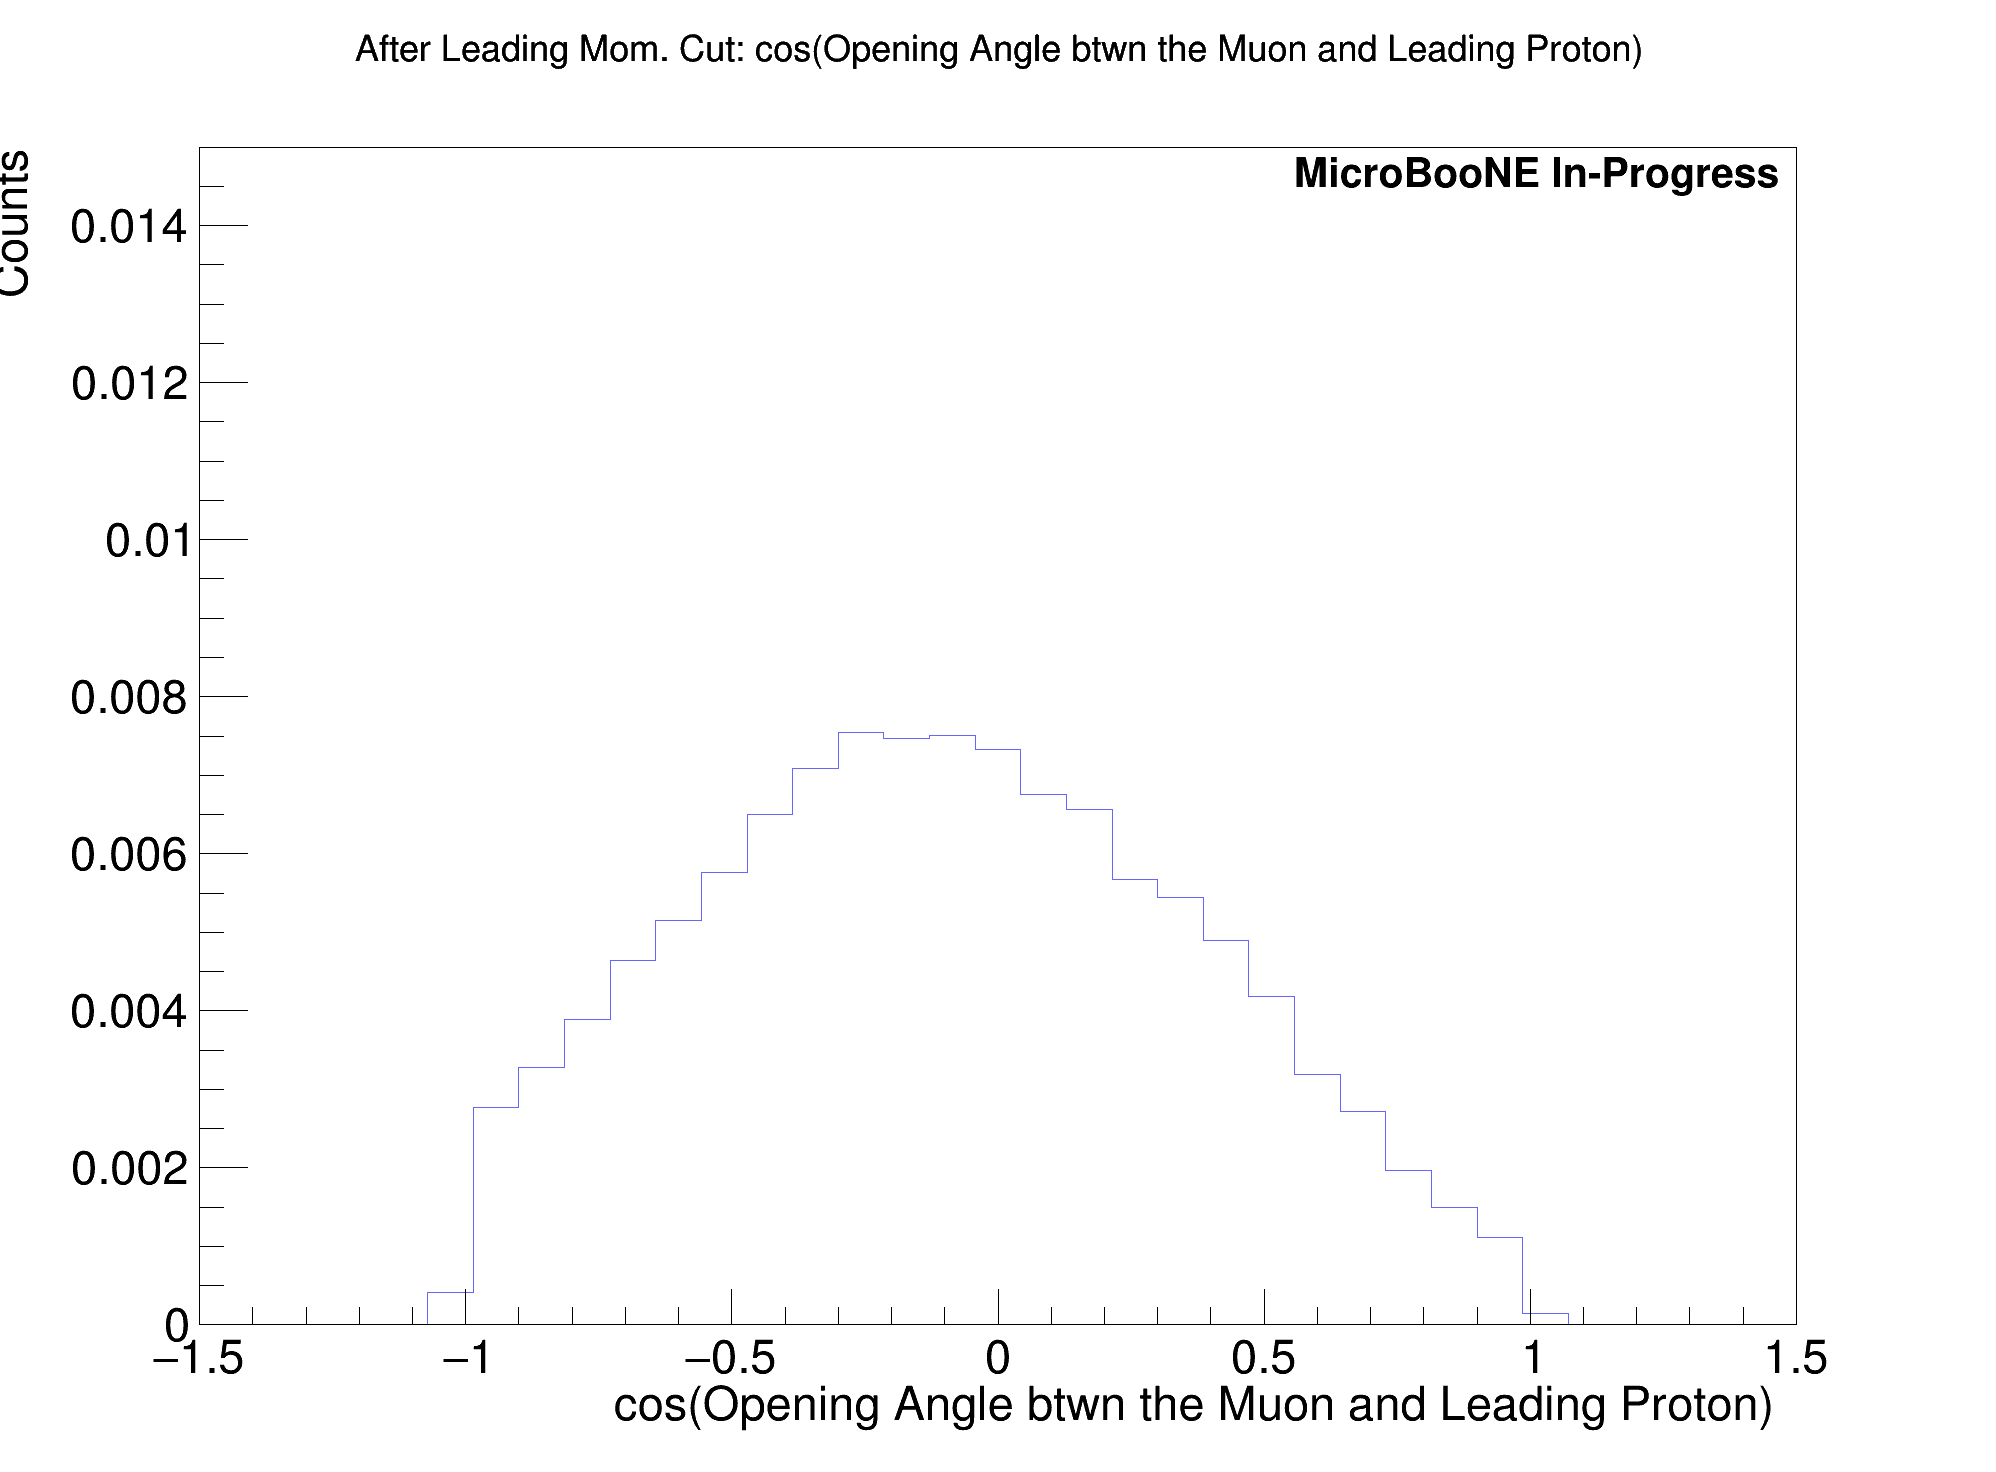 After Leading Mom. Cut: cos(Opening Angle btwn the Muon and Leading Proton)
MicroBooNE In-Progress
Counts
0.014
0.012
0.01
0.008
0.006
0.004
0.002
0
−1.5 −1 −0.5 0 0.5 1 1.5
cos(Opening Angle btwn the Muon and Leading Proton)